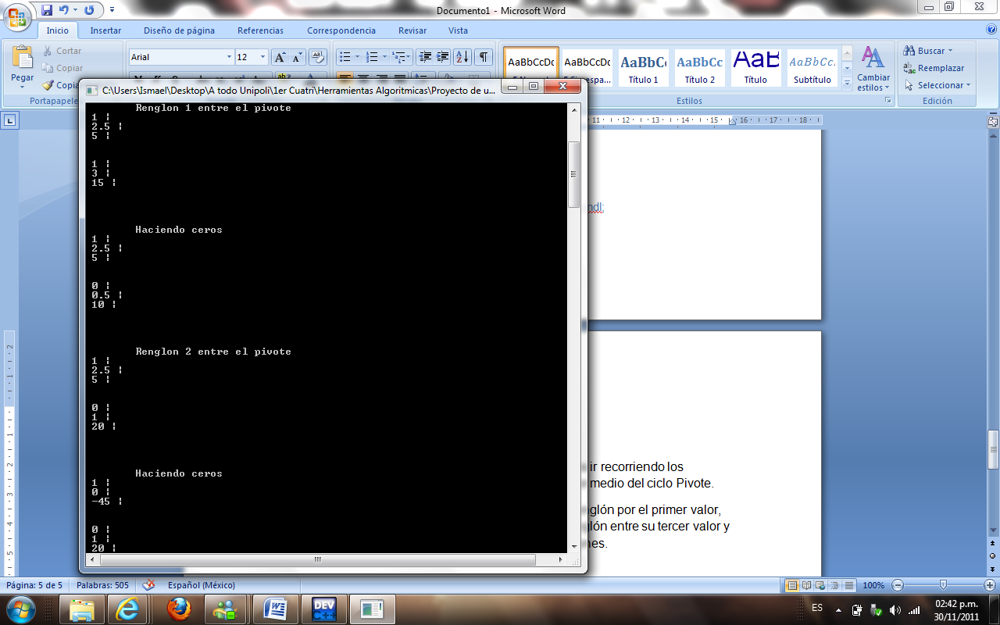 Documento1 - Microsoft Word
Inicio Insertar Diseño de página Referencias Correspondencia Revisar Vista
Pegar
Cortar
Copiar
Portapapele
Arial 12
AaBbCcDc
AaBbCcDc AaBbCc AaBbCc AaB AaBbCc.
Título 1 Título 2 Título Subtítulo
Cambiar estilos
Estilos
Buscar
Reemplazar
Seleccionar
Edición
C:\Users\Ismael\Desktop\A todo Unipoli\1er Cuatri\Herramientas Algoritmicas\Proyecto de u...
11 12 13 14 15 16 17 18
Renglon 1 entre el pivote
1 ¦
2.5 ¦
5 ¦
1 ¦
3 ¦
15 ¦
Haciendo ceros
1 ¦
2.5 ¦
5 ¦
0 ¦
0.5 ¦
10 ¦
Renglon 2 entre el pivote
1 ¦
2.5 ¦
5 ¦
0 ¦
1 ¦
20 ¦
Haciendo ceros
1 ¦
0 ¦
-45 ¦
0 ¦
1 ¦
20 ¦
ndl;
ir recorriendo los
medio del ciclo Pivote.
glón por el primer valor,
lón entre su tercer valor y
nes.
Página: 5 de 5 Palabras: 505 Español (México) 100%
ES
02:42 p.m.
30/11/2011
DEV C++